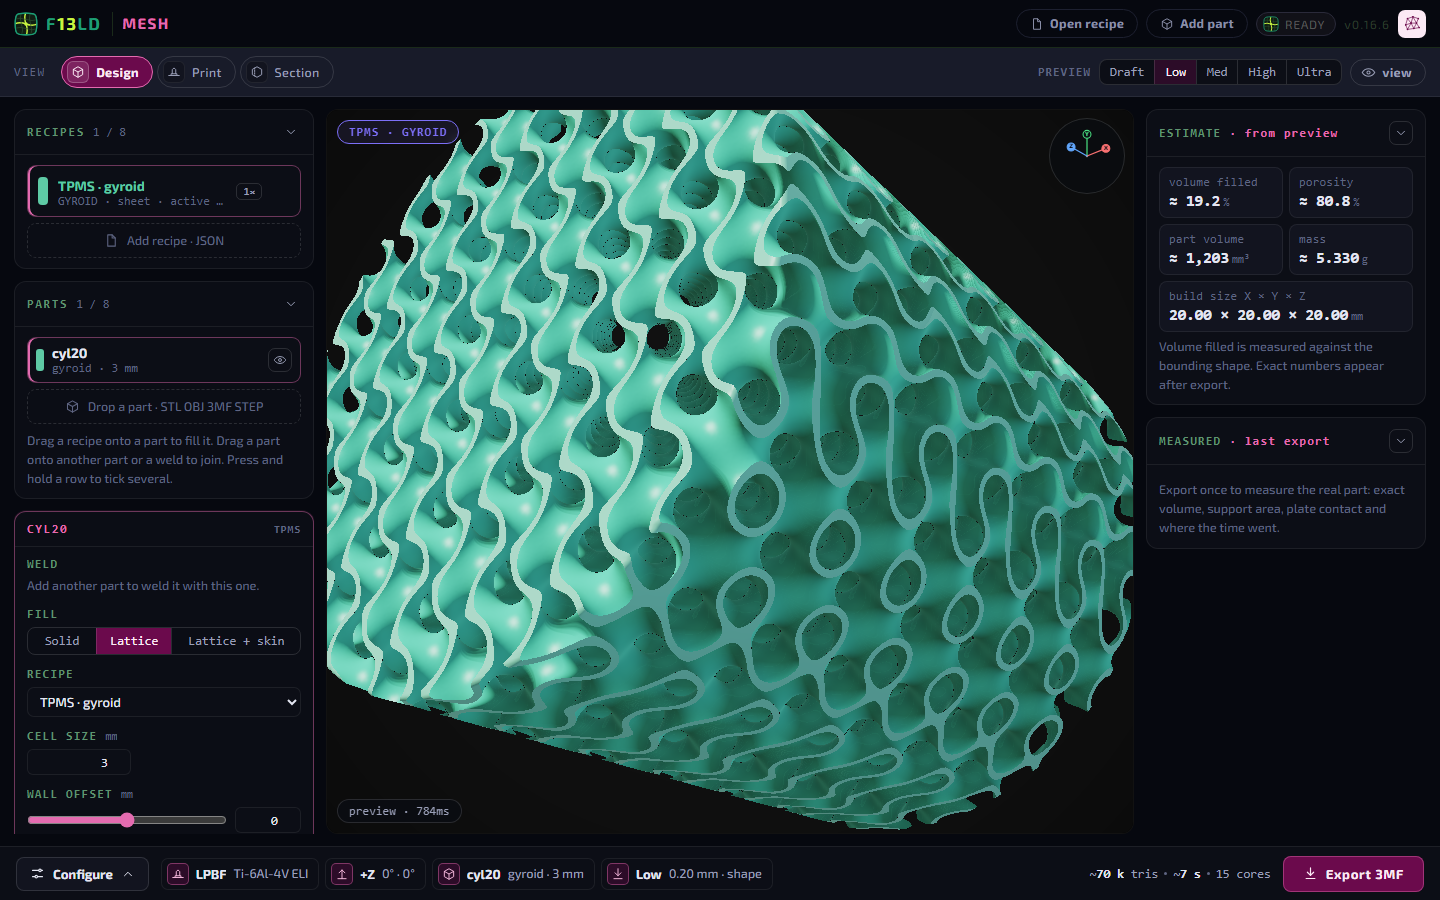 F13LD MESH
Open recipe
Add part
READY
v0.16.6
VIEW
Design
Print
Section
PREVIEW
Draft
Low
Med
High
Ultra
view
RECIPES 1 / 8
TPMS · gyroid
GYROID · sheet · active …
1×
Add recipe · JSON
PARTS 1 / 8
cyl20
gyroid · 3 mm
Drop a part · STL OBJ 3MF STEP
Drag a recipe onto a part to fill it. Drag a part
onto another part or a weld to join. Press and
hold a row to tick several.
CYL20
TPMS
WELD
Add another part to weld it with this one.
FILL
Solid
Lattice
Lattice + skin
RECIPE
TPMS · gyroid
CELL SIZE mm
3
WALL OFFSET mm
0
TPMS · GYROID
Y
Z
X
preview · 784ms
ESTIMATE · from preview
volume filled
≈ 19.2 %
porosity
≈ 80.8 %
part volume
≈ 1,203 mm³
mass
≈ 5.330 g
build size X × Y × Z
20.00 × 20.00 × 20.00 mm
Volume filled is measured against the
bounding shape. Exact numbers appear
after export.
MEASURED · last export
Export once to measure the real part: exact
volume, support area, plate contact and
where the time went.
Configure
LPBF Ti-6Al-4V ELI
+Z 0° · 0°
cyl20 gyroid · 3 mm
Low 0.20 mm · shape
~70 k tris · ~7 s · 15 cores
Export 3MF